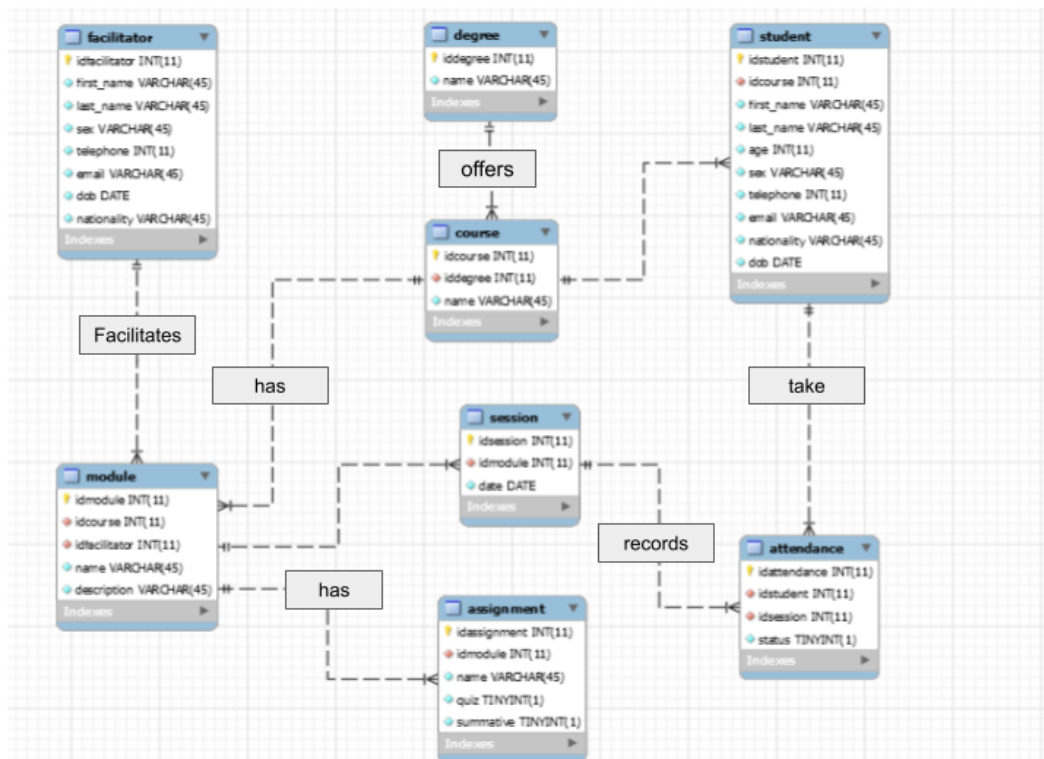 facilitator
idfacilitator INT(11)
first_name VARCHAR(45)
last_name VARCHAR(45)
sex VARCHAR(45)
telephone INT(11)
email VARCHAR(45)
dob DATE
nationality VARCHAR(45)
Indexes
degree
iddegree INT(11)
name VARCHAR(45)
Indexes
student
idstudent INT(11)
idcourse INT(11)
first_name VARCHAR(45)
last_name VARCHAR(45)
age INT(11)
sex VARCHAR(45)
telephone INT(11)
email VARCHAR(45)
nationality VARCHAR(45)
dob DATE
Indexes
offers
course
idcourse INT(11)
iddegree INT(11)
name VARCHAR(45)
Indexes
Facilitates
has
take
module
idmodule INT(11)
idcourse INT(11)
idfacilitator INT(11)
name VARCHAR(45)
description VARCHAR(45)
Indexes
session
idsession INT(11)
idmodule INT(11)
date DATE
Indexes
records
attendance
idattendance INT(11)
idstudent INT(11)
idsession INT(11)
status TINYINT(1)
Indexes
has
assignment
idassignment INT(11)
idmodule INT(11)
name VARCHAR(45)
quiz TINYINT(1)
summative TINYINT(1)
Indexes